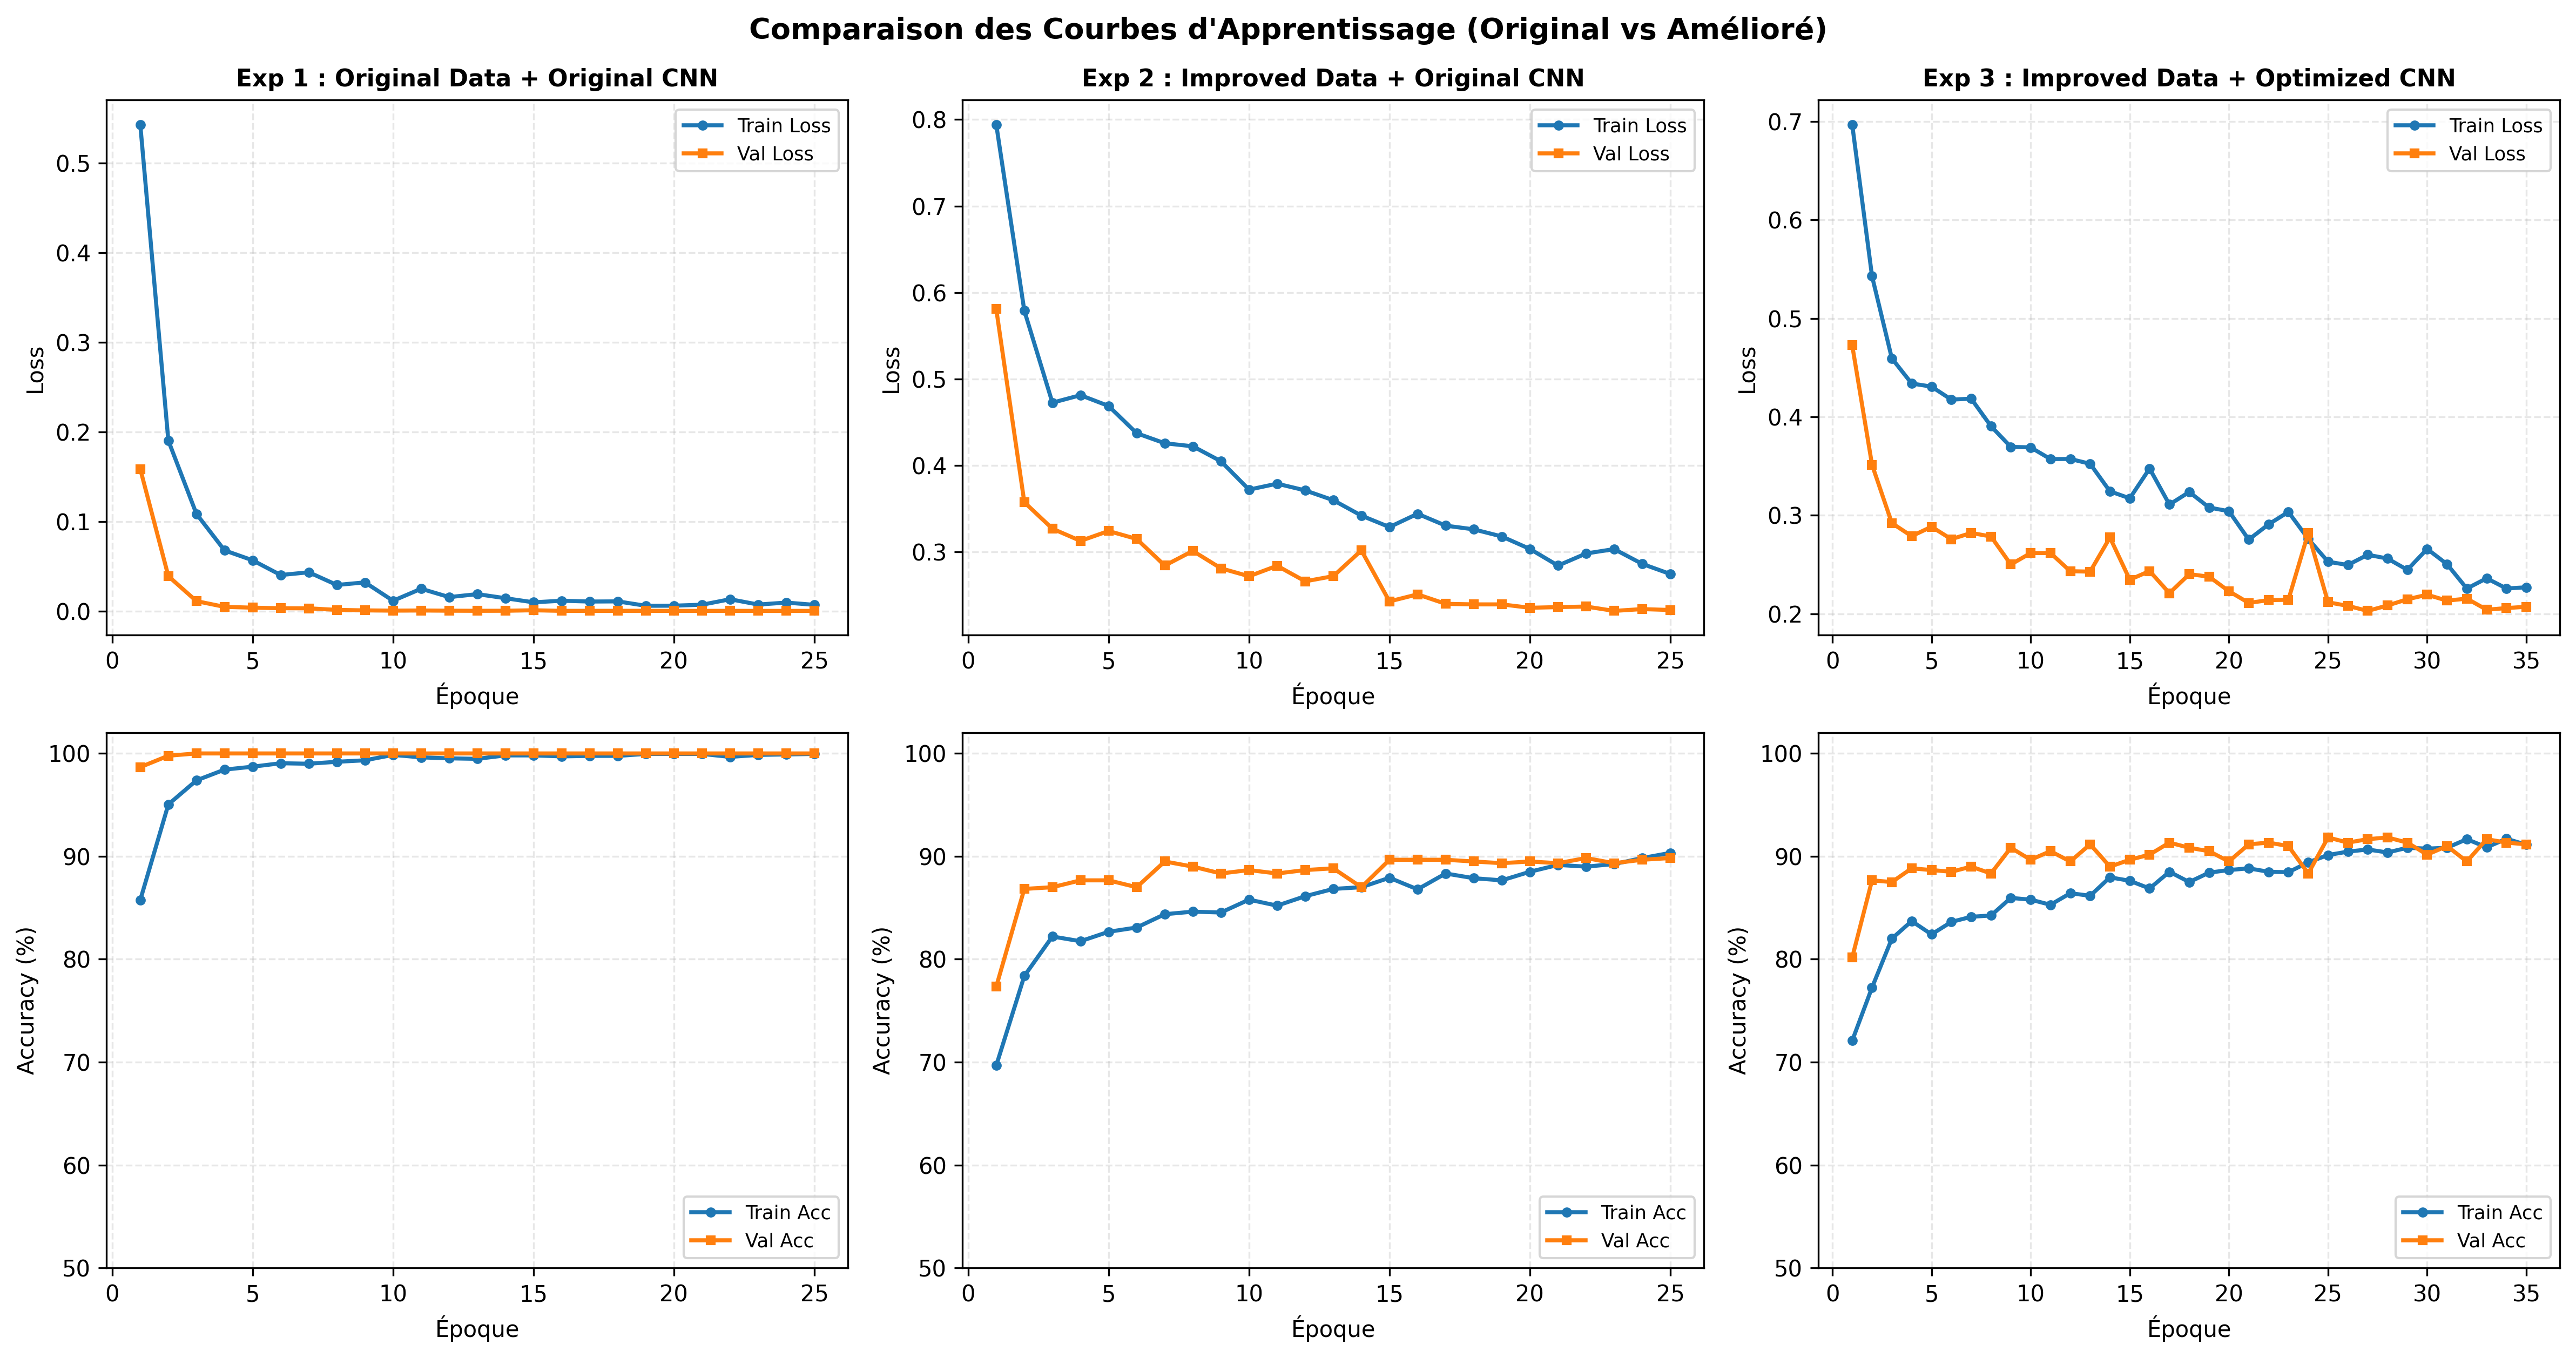 Comparaison des Courbes d'Apprentissage (Original vs Amélioré)
Exp 1 : Original Data + Original CNN
Train Loss
Val Loss
0.5
0.4
0.3
0.2
0.1
0.0
Loss
0 5 10 15 20 25
Époque
Exp 2 : Improved Data + Original CNN
Train Loss
Val Loss
0.8
0.7
0.6
0.5
0.4
0.3
Loss
0 5 10 15 20 25
Époque
Exp 3 : Improved Data + Optimized CNN
Train Loss
Val Loss
0.7
0.6
0.5
0.4
0.3
0.2
Loss
0 5 10 15 20 25 30 35
Époque
100
90
80
70
60
50
Accuracy (%)
Train Acc
Val Acc
0 5 10 15 20 25
Époque
100
90
80
70
60
50
Accuracy (%)
Train Acc
Val Acc
0 5 10 15 20 25
Époque
100
90
80
70
60
50
Accuracy (%)
Train Acc
Val Acc
0 5 10 15 20 25 30 35
Époque